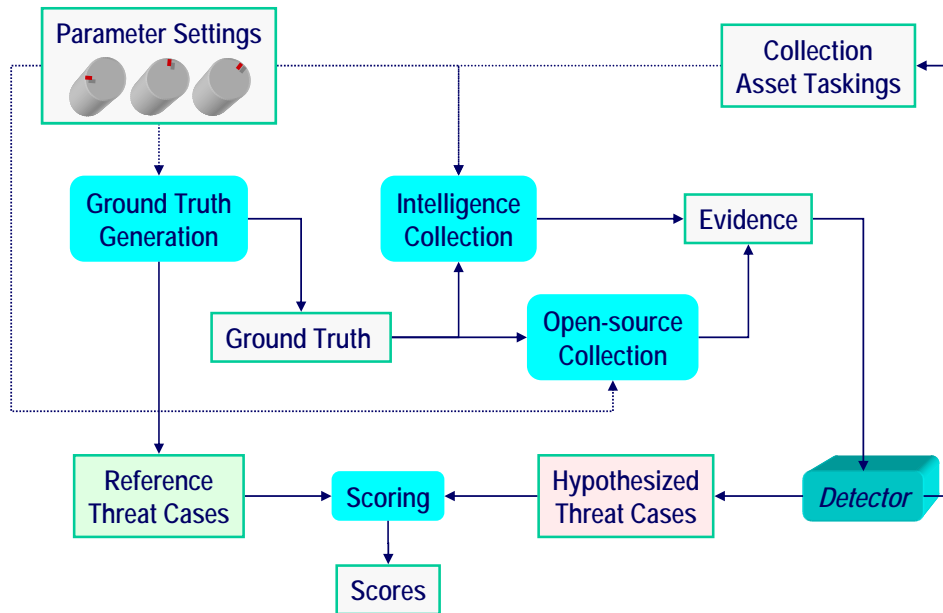 Parameter Settings
Collection
Asset Taskings
Ground Truth
Generation
Intelligence
Collection
Evidence
Ground Truth
Open-source
Collection
Reference
Threat Cases
Scoring
Hypothesized
Threat Cases
Detector
Scores